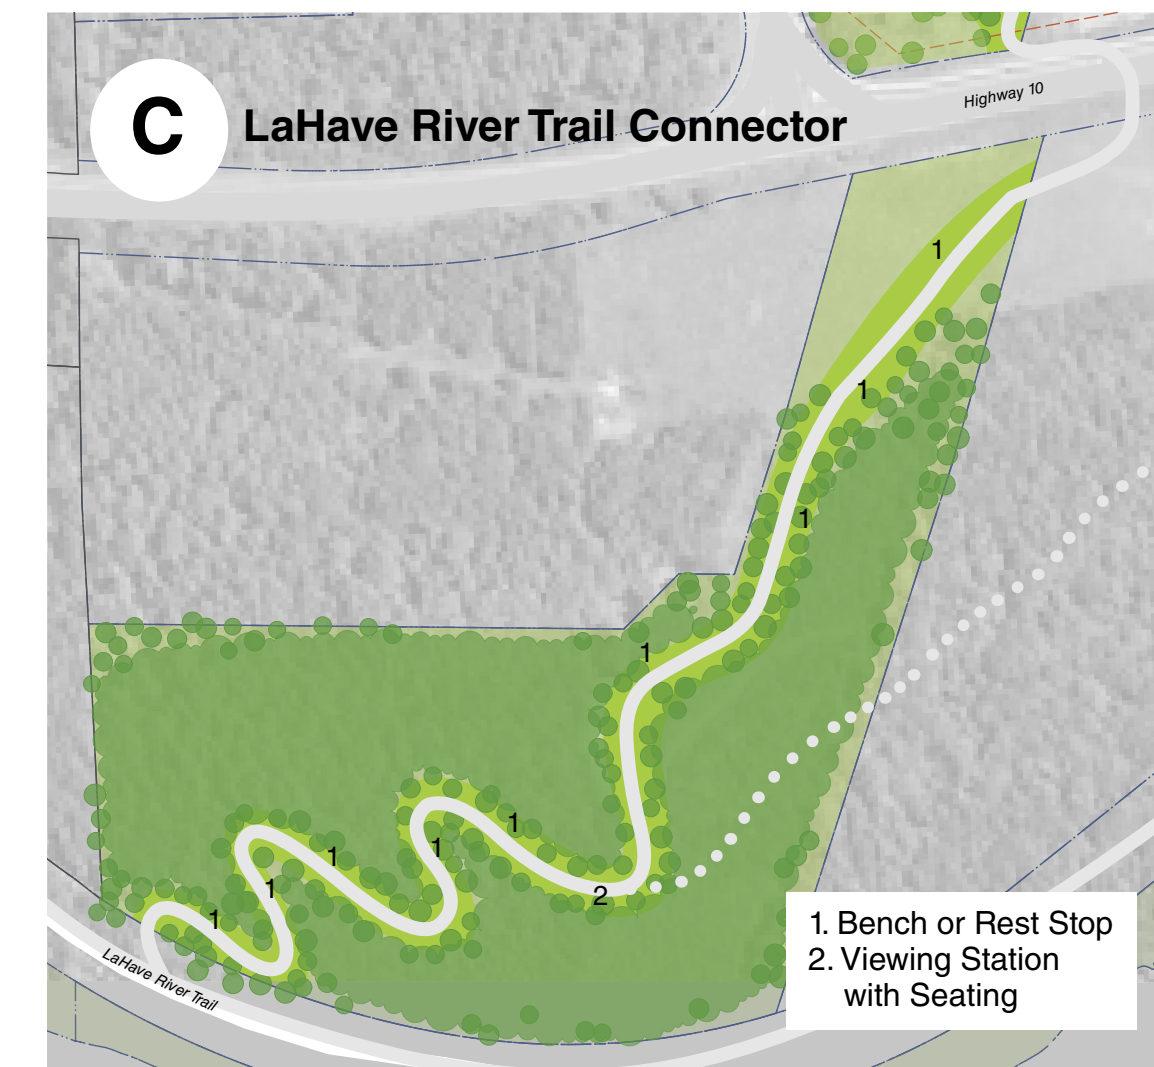 C
LaHave River Trail Connector
Highway 10
1
1
1
1
1
1
1
2
1
1
LaHave River Trail
1. Bench or Rest Stop
2. Viewing Station
with Seating